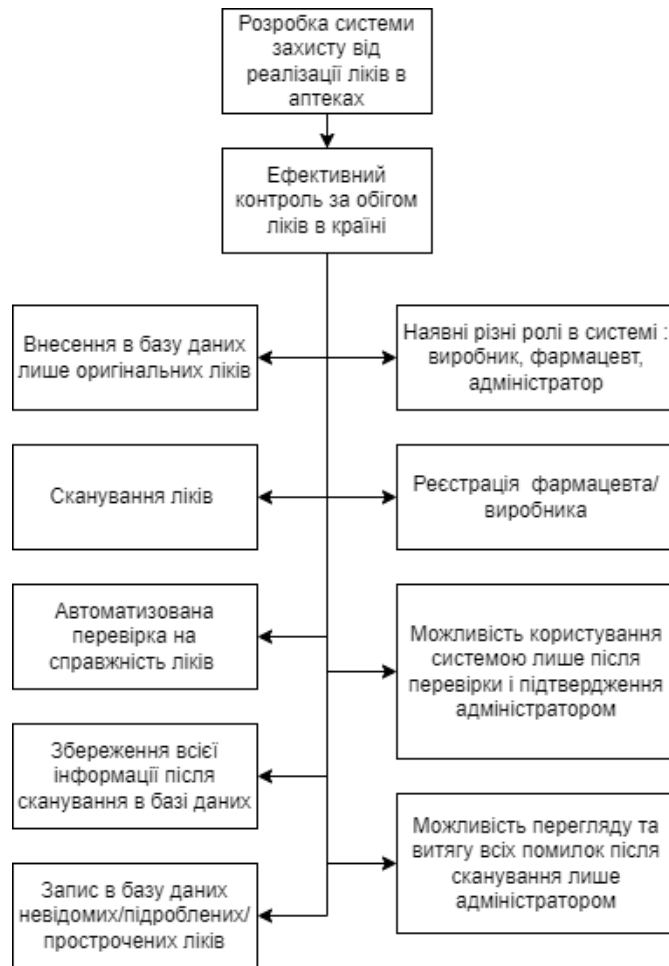 Розробка системи
захисту від
реалізації ліків в
аптеках
Ефективний
контроль за обігом
ліків в країні
Внесення в базу даних
лише оригінальних ліків
Наявні різні ролі в системі :
виробник, фармацевт,
адміністратор
Сканування ліків
Реєстрація фармацевта/
виробника
Автоматизована
перевірка на
справжність ліків
Можливість користування
системою лише після
перевірки і підтвердження
адміністратором
Збереження всієї
інформації після
сканування в базі даних
Можливість перегляду та
витягу всіх помилок після
сканування лише
адміністратором
Запис в базу даних
невідомих/підроблених/
прострочених ліків